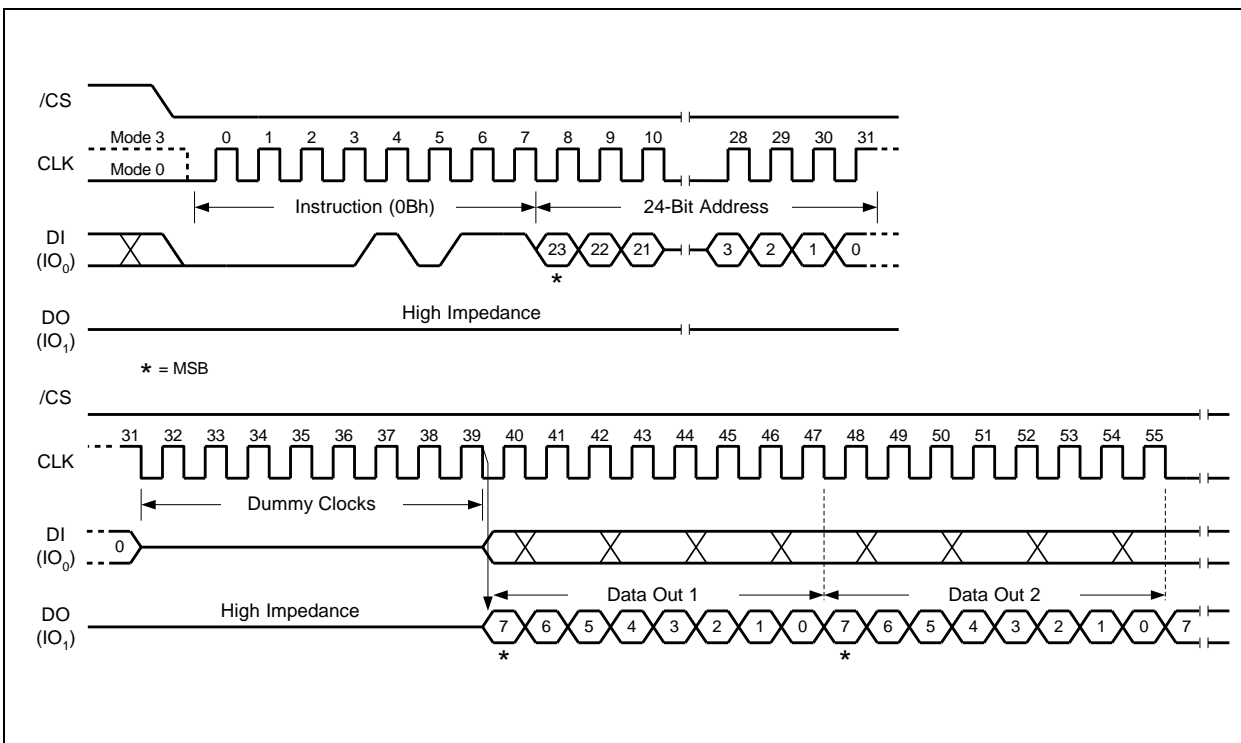 /CS
Mode 3
0 1 2 3 4 5 6 7 8 9 10 28 29 30 31
CLK
Mode 0
Instruction (0Bh)
24-Bit Address
DI
(IO0)
23 22 21 3 2 1 0
*
DO
(IO1)
High Impedance
* = MSB
/CS
31 32 33 34 35 36 37 38 39 40 41 42 43 44 45 46 47 48 49 50 51 52 53 54 55
CLK
Dummy Clocks
DI
(IO0)
0
Data Out 1
Data Out 2
DO
(IO1)
High Impedance
7 6 5 4 3 2 1 0 7 6 5 4 3 2 1 0 7
* *